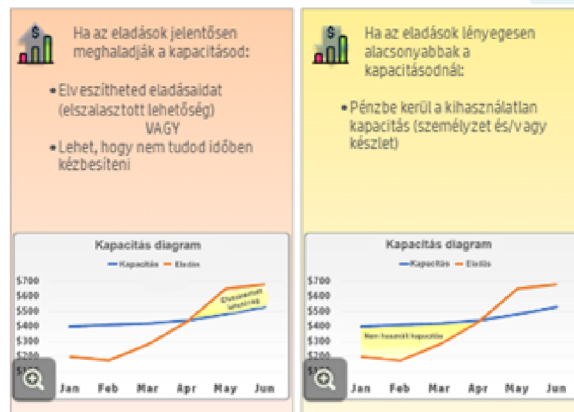 Ha az eladások jelentősen
meghaladják a kapacitásod:
• Elveszítheted eladásaidat
(elszalasztott lehetőség)
VAGY
• Lehet, hogy nem tudod időben
kézbesíteni
Kapacitás diagram
Kapacitás Eladás
$700
$600
$500
$400
$300
$200
Elszalasztott
lehetőség
Jan Feb Mar Apr May Jun
Ha az eladások lényegesen
alacsonyabbak a
kapacitásodnál:
• Pénzbe kerül a kihasználatlan
kapacitás (személyzet és/vagy
készlet)
Kapacitás diagram
Kapacitás Eladás
$700
$600
$500
$400
$300
$200
Nem használt kapacitás
Jan Feb Mar Apr May Jun